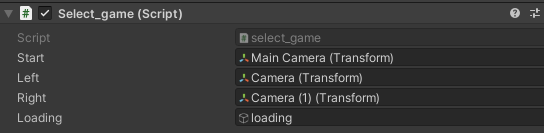 Select_game (Script)
Script select_game
Start Main Camera (Transform)
Left Camera (Transform)
Right Camera (1) (Transform)
Loading loading